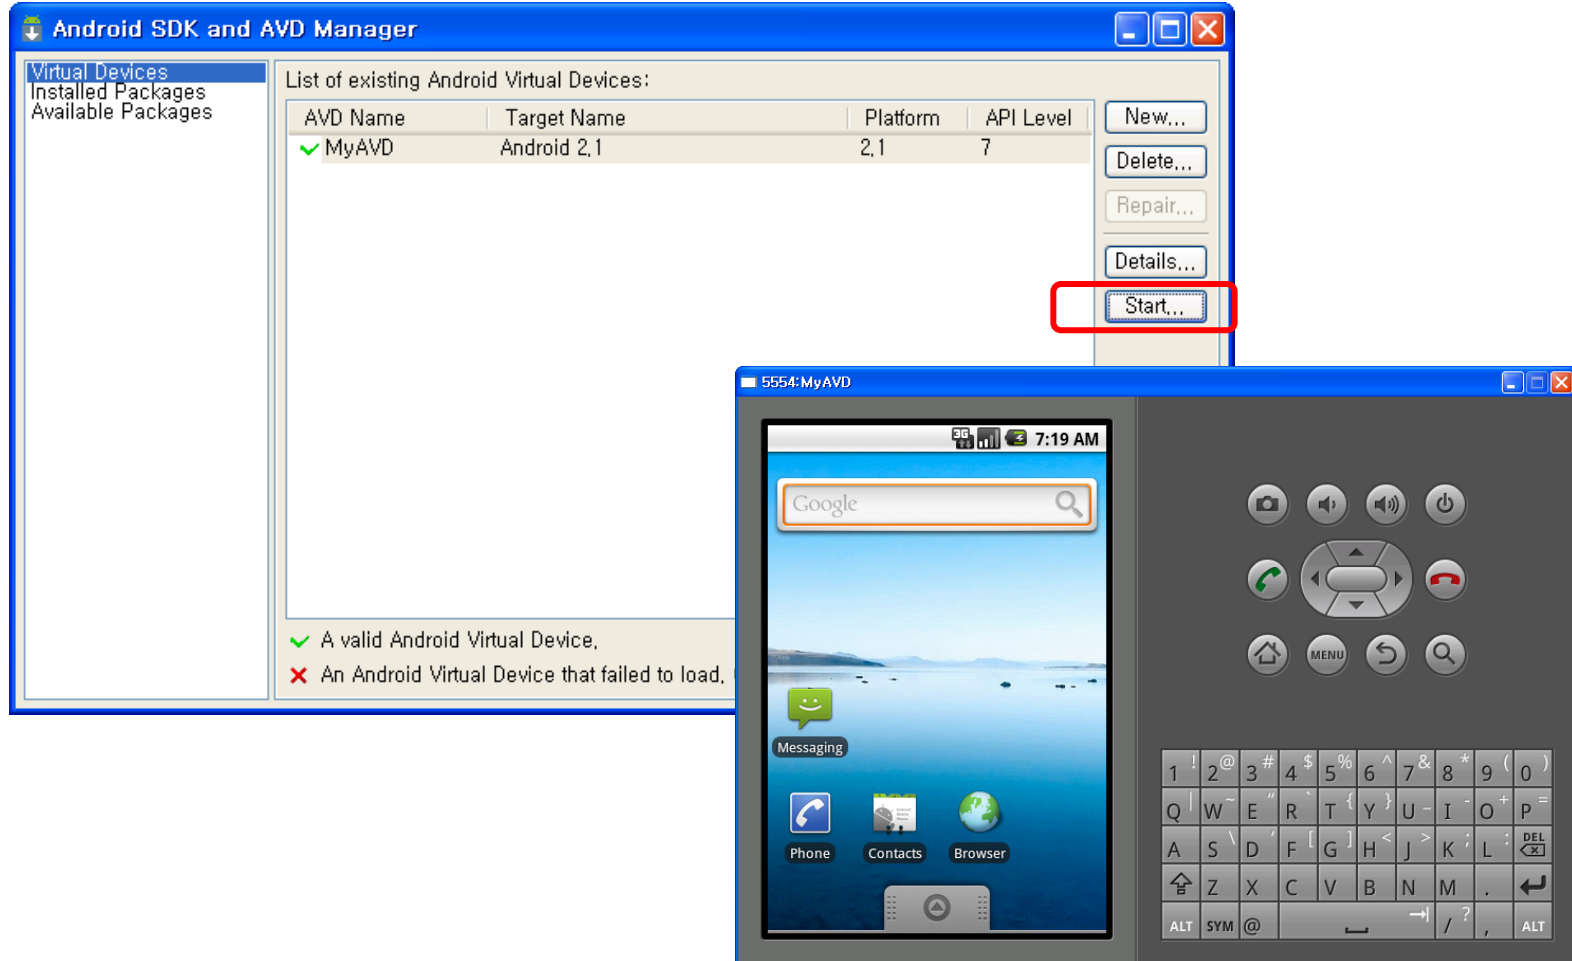 Android SDK and AVD Manager
Virtual Devices
Installed Packages
Available Packages
List of existing Android Virtual Devices:
AVD Name Target Name Platform API Level
MyAVD Android 2.1 2.1 7
New...
Delete...
Repair...
Details...
Start...
A valid Android Virtual Device.
An Android Virtual Device that failed to load.
5554:MyAVD
3G 7:19 AM
Google
Messaging
Phone Contacts Browser
MENU
1 ! 2 @ 3 # 4 $ 5 % 6 ^ 7 & 8 * 9 ( 0 )
Q | W ~ E " R ` T { Y } U _ I - O + P =
A S \ D ' F [ G ] H < J > K ; L : DEL
Z X C V B N M .
ALT SYM @ / ? , ALT